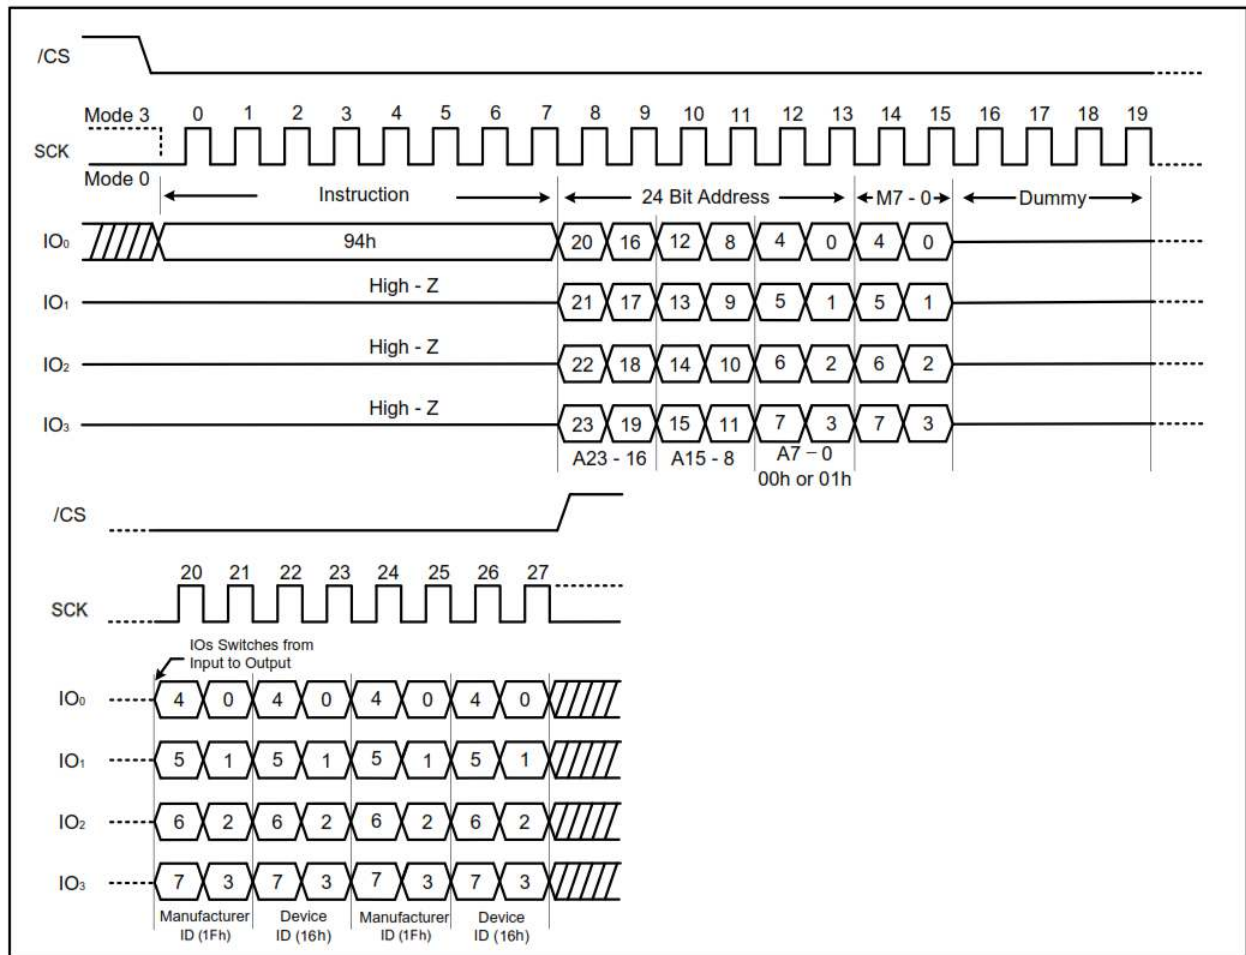 /CS
Mode 3 0 1 2 3 4 5 6 7 8 9 10 11 12 13 14 15 16 17 18 19
SCK
Mode 0
Instruction 24 Bit Address M7 - 0 Dummy
IO₀ 94h 20 16 12 8 4 0 4 0
High - Z
IO₁ 21 17 13 9 5 1 5 1
High - Z
IO₂ 22 18 14 10 6 2 6 2
High - Z
IO₃ 23 19 15 11 7 3 7 3
A23 - 16 A15 - 8 A7 – 0
00h or 01h
/CS
20 21 22 23 24 25 26 27
SCK
IOs Switches from
Input to Output
IO₀ 4 0 4 0 4 0 4 0
IO₁ 5 1 5 1 5 1 5 1
IO₂ 6 2 6 2 6 2 6 2
IO₃ 7 3 7 3 7 3 7 3
Manufacturer Device Manufacturer Device
ID (1Fh) ID (16h) ID (1Fh) ID (16h)